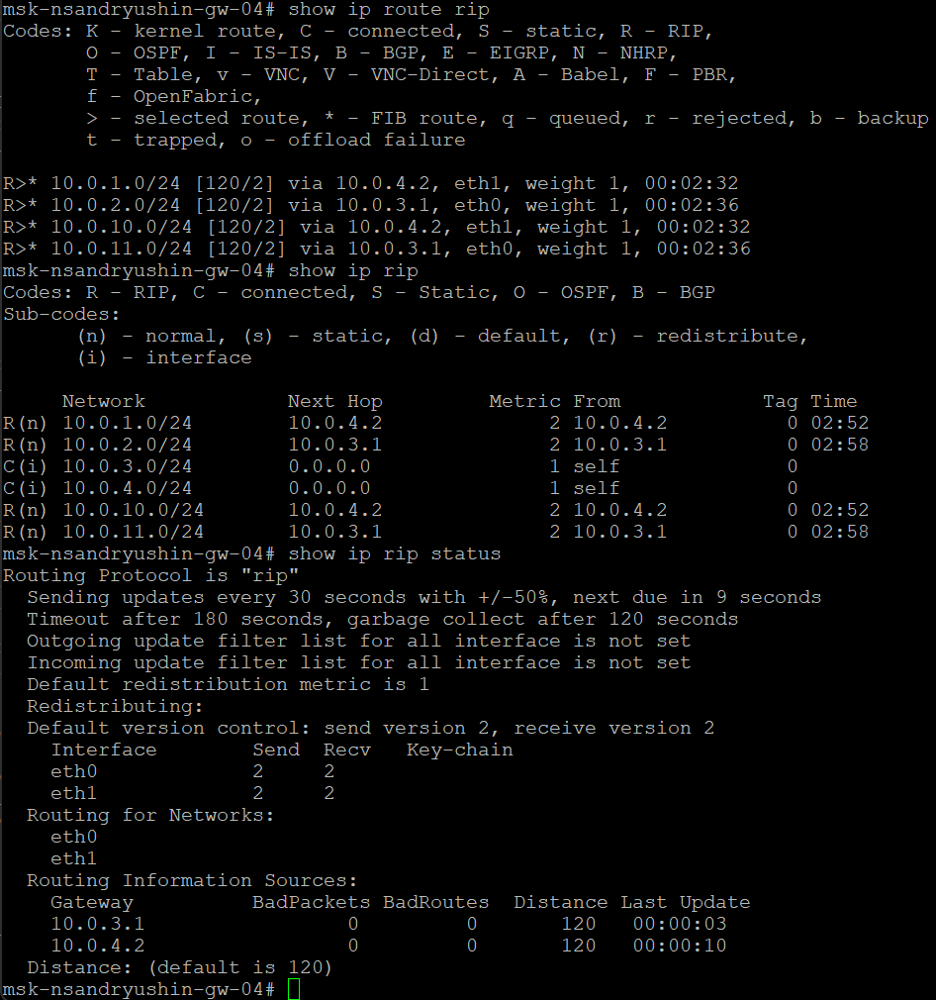 msk-nsandryushin-gw-04# show ip route rip
Codes: K - kernel route, C - connected, S - static, R - RIP,
       O - OSPF, I - IS-IS, B - BGP, E - EIGRP, N - NHRP,
       T - Table, v - VNC, V - VNC-Direct, A - Babel, F - PBR,
       f - OpenFabric,
       > - selected route, * - FIB route, q - queued, r - rejected, b - backup
       t - trapped, o - offload failure

R>* 10.0.1.0/24 [120/2] via 10.0.4.2, eth1, weight 1, 00:02:32
R>* 10.0.2.0/24 [120/2] via 10.0.3.1, eth0, weight 1, 00:02:36
R>* 10.0.10.0/24 [120/2] via 10.0.4.2, eth1, weight 1, 00:02:32
R>* 10.0.11.0/24 [120/2] via 10.0.3.1, eth0, weight 1, 00:02:36
msk-nsandryushin-gw-04# show ip rip
Codes: R - RIP, C - connected, S - Static, O - OSPF, B - BGP
Sub-codes:
      (n) - normal, (s) - static, (d) - default, (r) - redistribute,
      (i) - interface

     Network            Next Hop         Metric From            Tag Time
R(n) 10.0.1.0/24        10.0.4.2              2 10.0.4.2          0 02:52
R(n) 10.0.2.0/24        10.0.3.1              2 10.0.3.1          0 02:58
C(i) 10.0.3.0/24        0.0.0.0               1 self              0
C(i) 10.0.4.0/24        0.0.0.0               1 self              0
R(n) 10.0.10.0/24       10.0.4.2              2 10.0.4.2          0 02:52
R(n) 10.0.11.0/24       10.0.3.1              2 10.0.3.1          0 02:58
msk-nsandryushin-gw-04# show ip rip status
Routing Protocol is "rip"
  Sending updates every 30 seconds with +/-50%, next due in 9 seconds
  Timeout after 180 seconds, garbage collect after 120 seconds
  Outgoing update filter list for all interface is not set
  Incoming update filter list for all interface is not set
  Default redistribution metric is 1
  Redistributing:
  Default version control: send version 2, receive version 2
    Interface        Send  Recv   Key-chain
    eth0             2     2
    eth1             2     2
  Routing for Networks:
    eth0
    eth1
  Routing Information Sources:
    Gateway          BadPackets BadRoutes  Distance Last Update
    10.0.3.1                 0         0       120   00:00:03
    10.0.4.2                 0         0       120   00:00:10
  Distance: (default is 120)
msk-nsandryushin-gw-04#